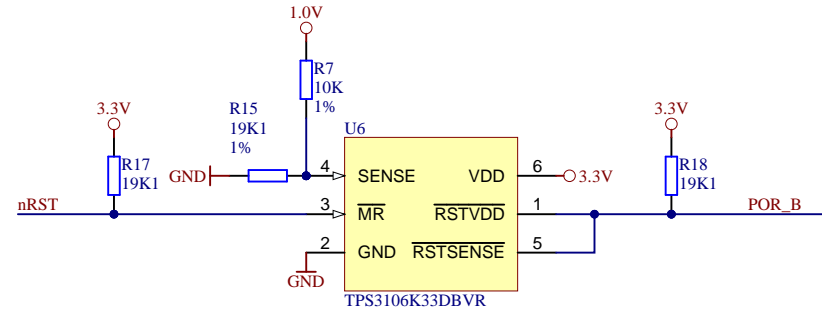 1.0V
R7
10K
1%
3.3V
R15
19K1
1%
3.3V
U6
R17
19K1
GND
4
SENSE
VDD
6
3.3V
R18
19K1
nRST
3
MR
RSTVDD
1
POR_B
2
GND
RSTSENSE
5
GND
TPS3106K33DBVR